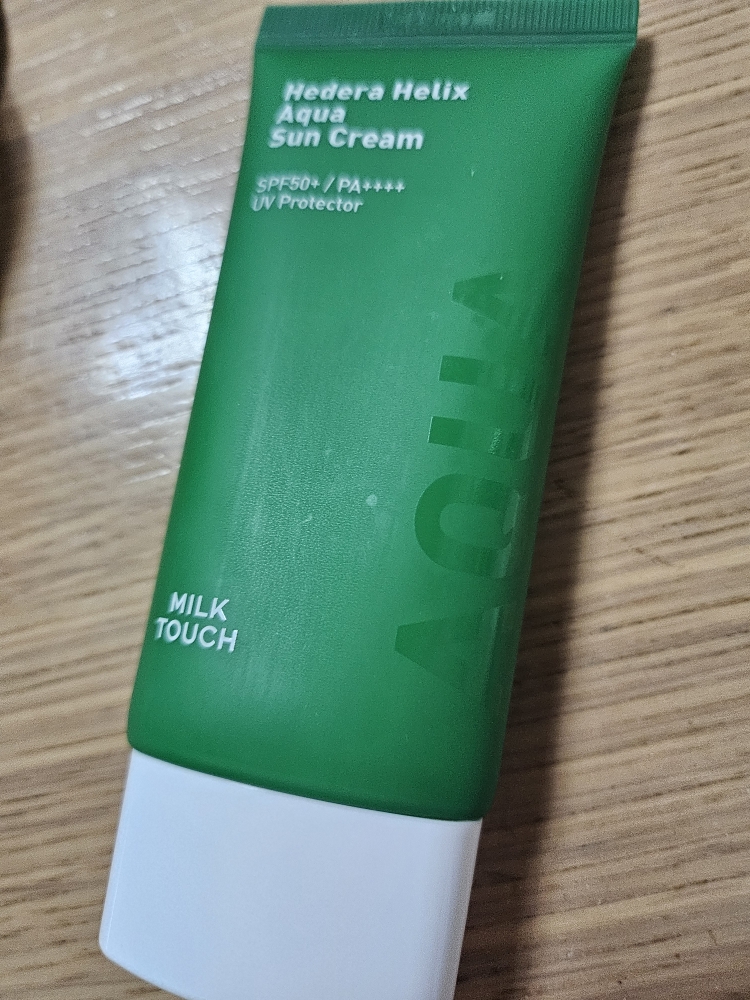 Hedera Helix
Aqua
Sun Cream
SPF50+ / PA++++
UV Protector
AQUA
MILK
TOUCH